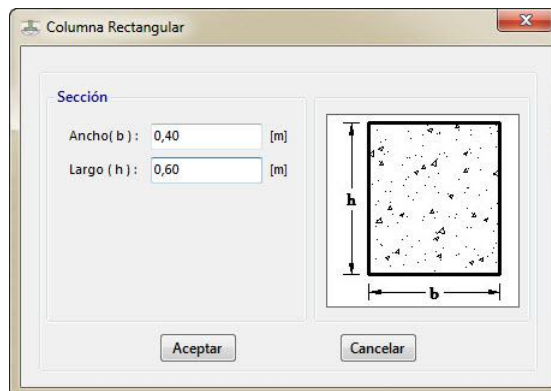 Columna Rectangular
Sección
Ancho( b ) : 0,40 [m]
Largo ( h ) : 0,60 [m]
h
b
Aceptar Cancelar